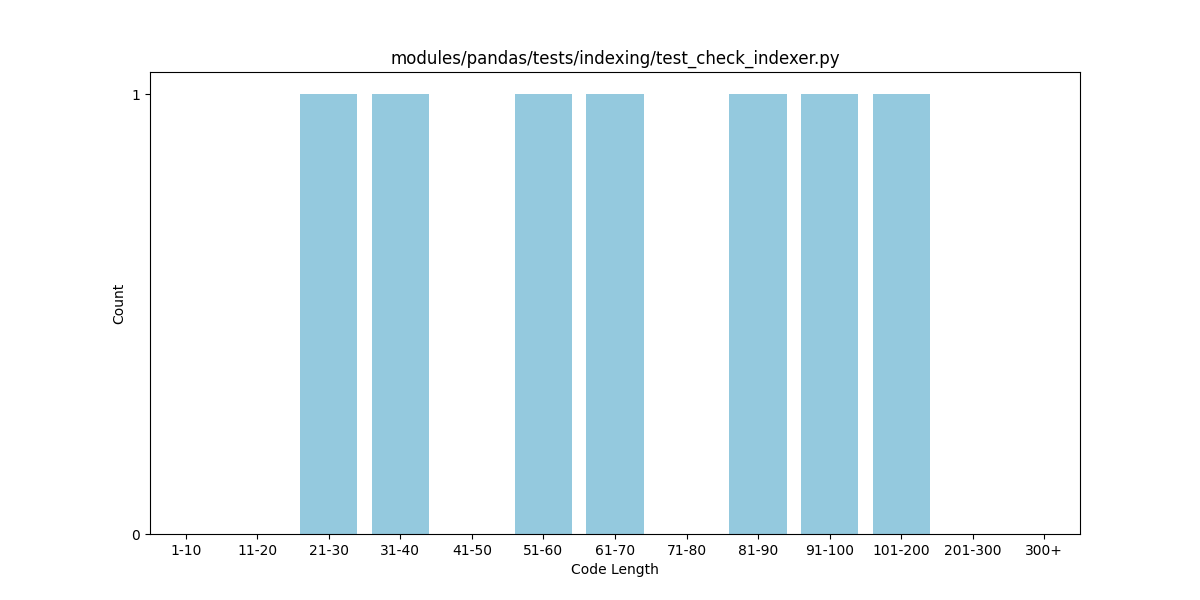 modules/pandas/tests/indexing/test_check_indexer.py
1
Count
0
1-10 11-20 21-30 31-40 41-50 51-60 61-70 71-80 81-90 91-100 101-200 201-300 300+
Code Length